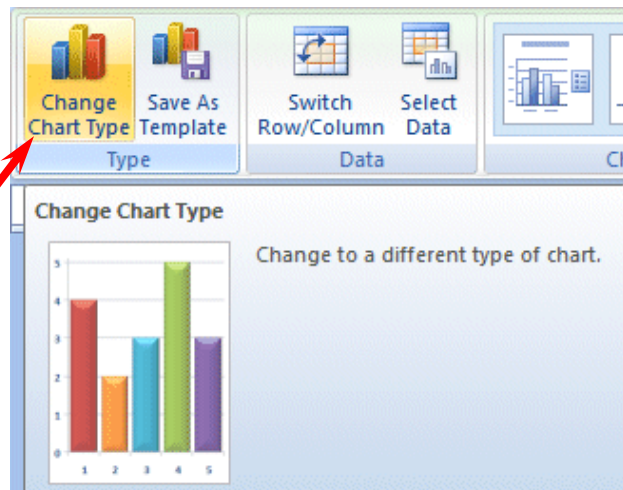 Change
Chart Type
Save As
Template
Switch
Row/Column
Select
Data
Type
Data
Change Chart Type
Change to a different type of chart.
5
4
3
2
1
0
1 2 3 4 5